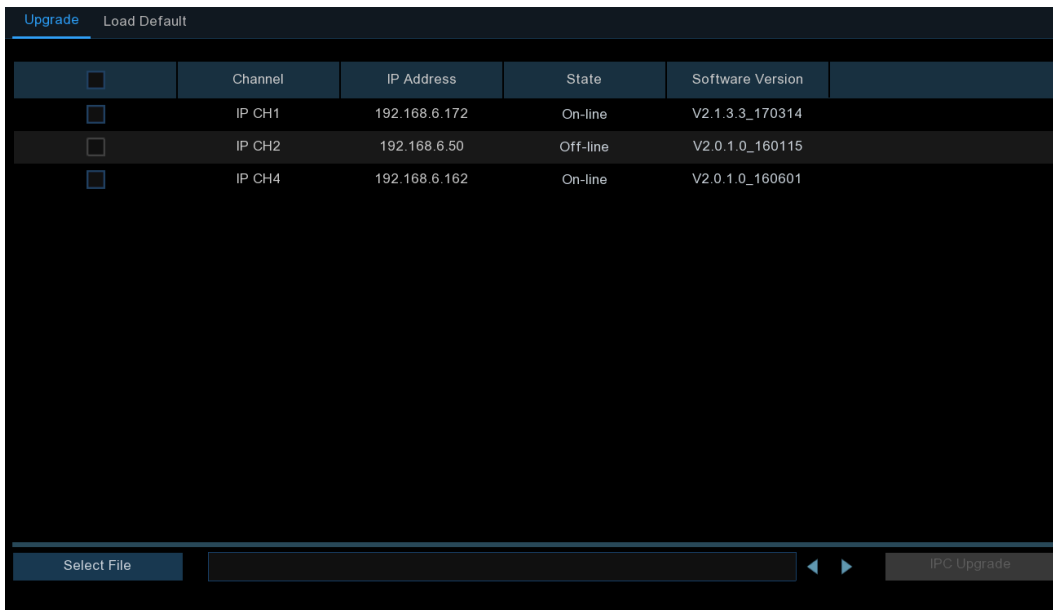 Upgrade Load Default
Channel IP Address State Software Version
IP CH1 192.168.6.172 On-line V2.1.3.3_170314
IP CH2 192.168.6.50 Off-line V2.0.1.0_160115
IP CH4 192.168.6.162 On-line V2.0.1.0_160601
Select File IPC Upgrade